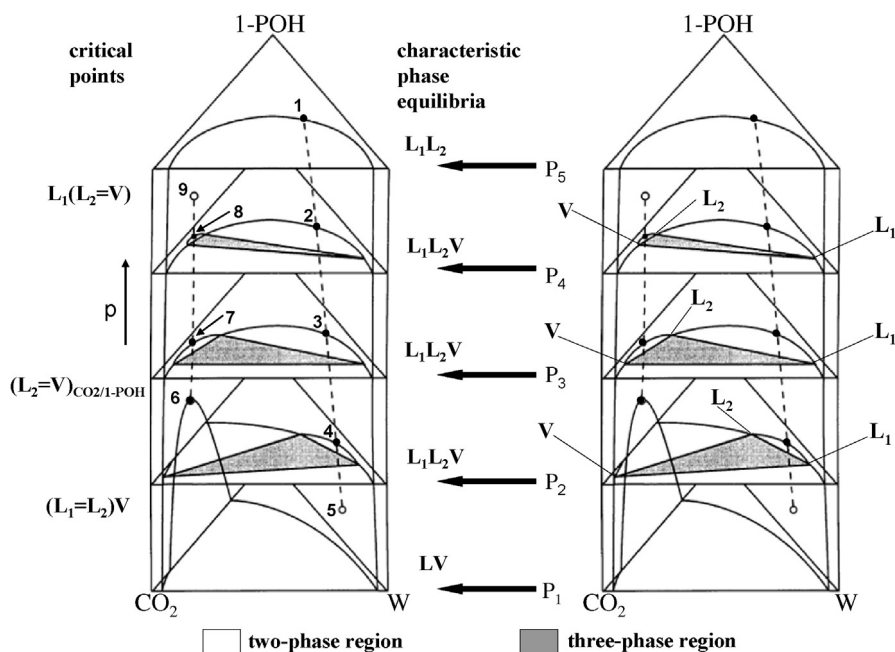 1-POH
1-POH
critical
points
characteristic
phase
equilibria
1
L₁L₂
P₅
L₁(L₂=V)
9
8
2
V
L₂
L₁
L₁L₂V
P₄
p
7
3
V
L₂
L₁
L₁L₂V
P₃
(L₂=V)CO2/1-POH
6
4
V
L₂
L₁
L₁L₂V
P₂
(L₁=L₂)V
5
LV
P₁
CO₂
W
CO₂
W
two-phase region
three-phase region